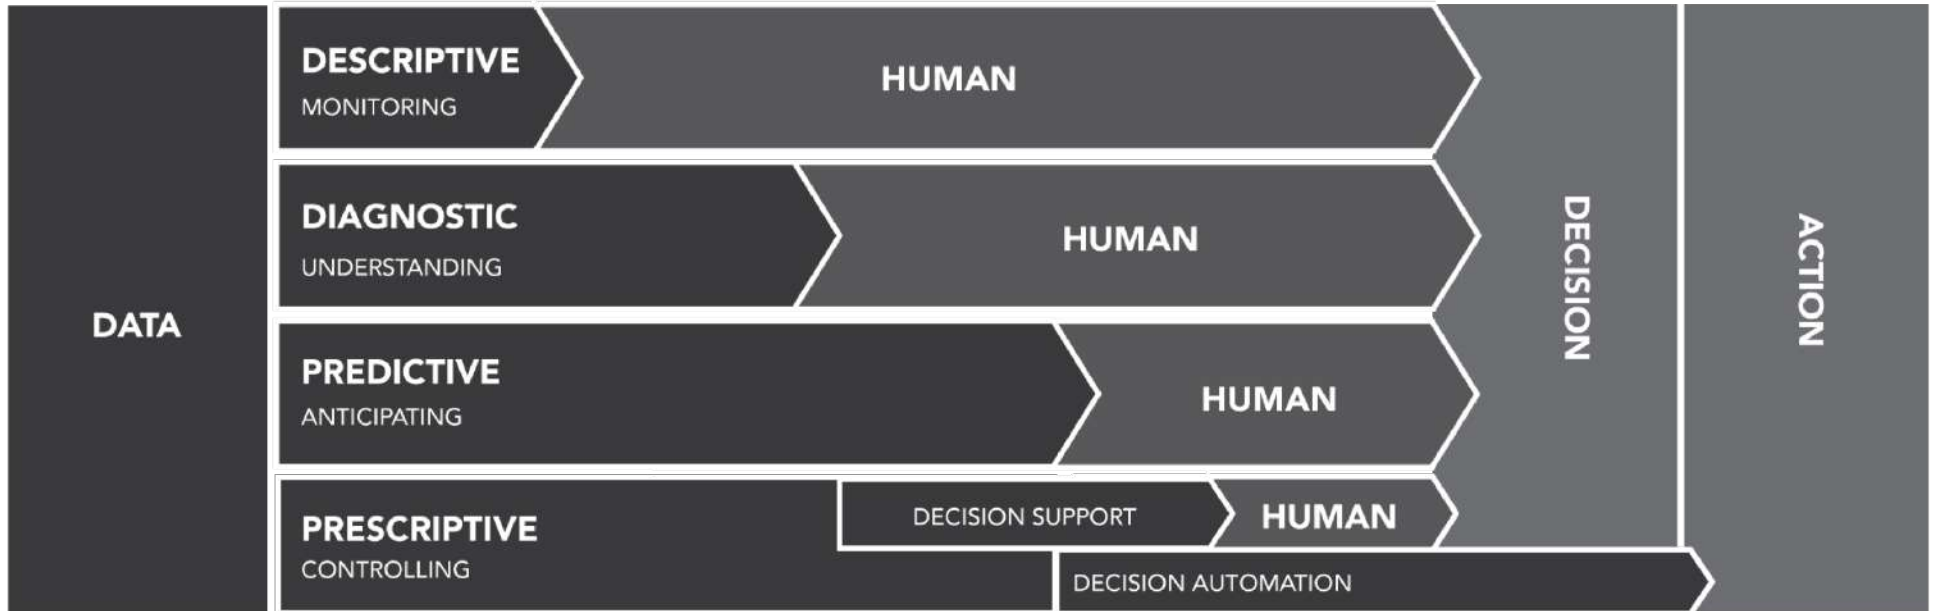 DATA
DESCRIPTIVE
MONITORING
HUMAN
DIAGNOSTIC
UNDERSTANDING
HUMAN
PREDICTIVE
ANTICIPATING
HUMAN
PRESCRIPTIVE
CONTROLLING
DECISION SUPPORT
HUMAN
DECISION AUTOMATION
DECISION
ACTION